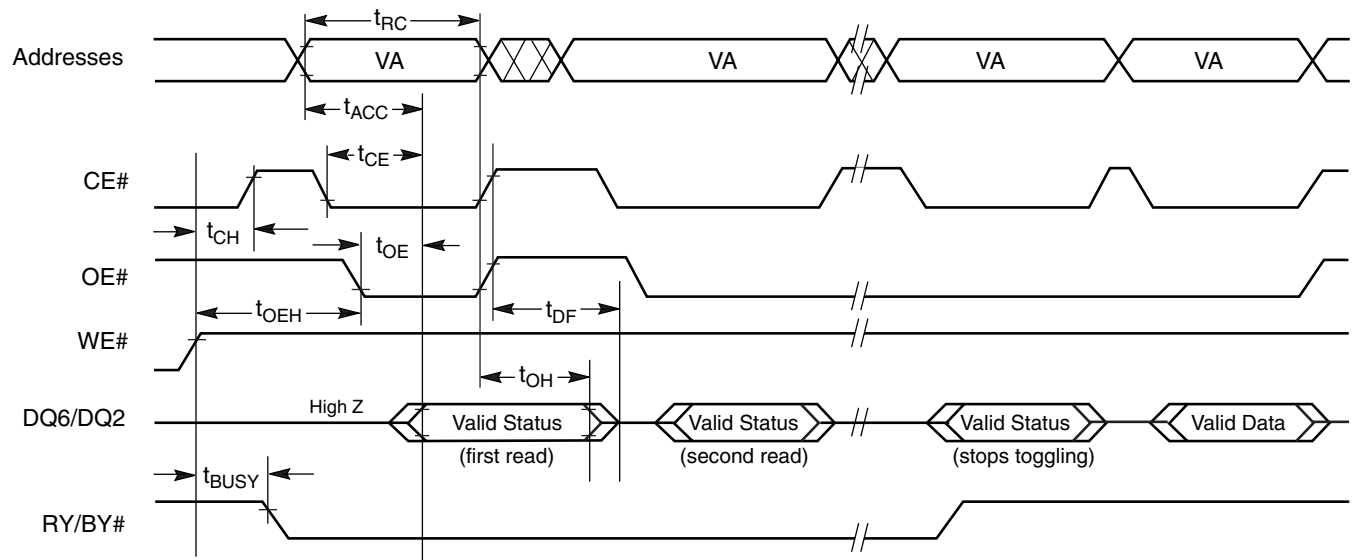 tRC
Addresses VA VA VA VA
tACC
tCE
CE#
tCH tOE
OE#
tOEH tDF
WE#
tOH
High Z
DQ6/DQ2 Valid Status Valid Status Valid Status Valid Data
(first read) (second read) (stops toggling)
tBUSY
RY/BY#